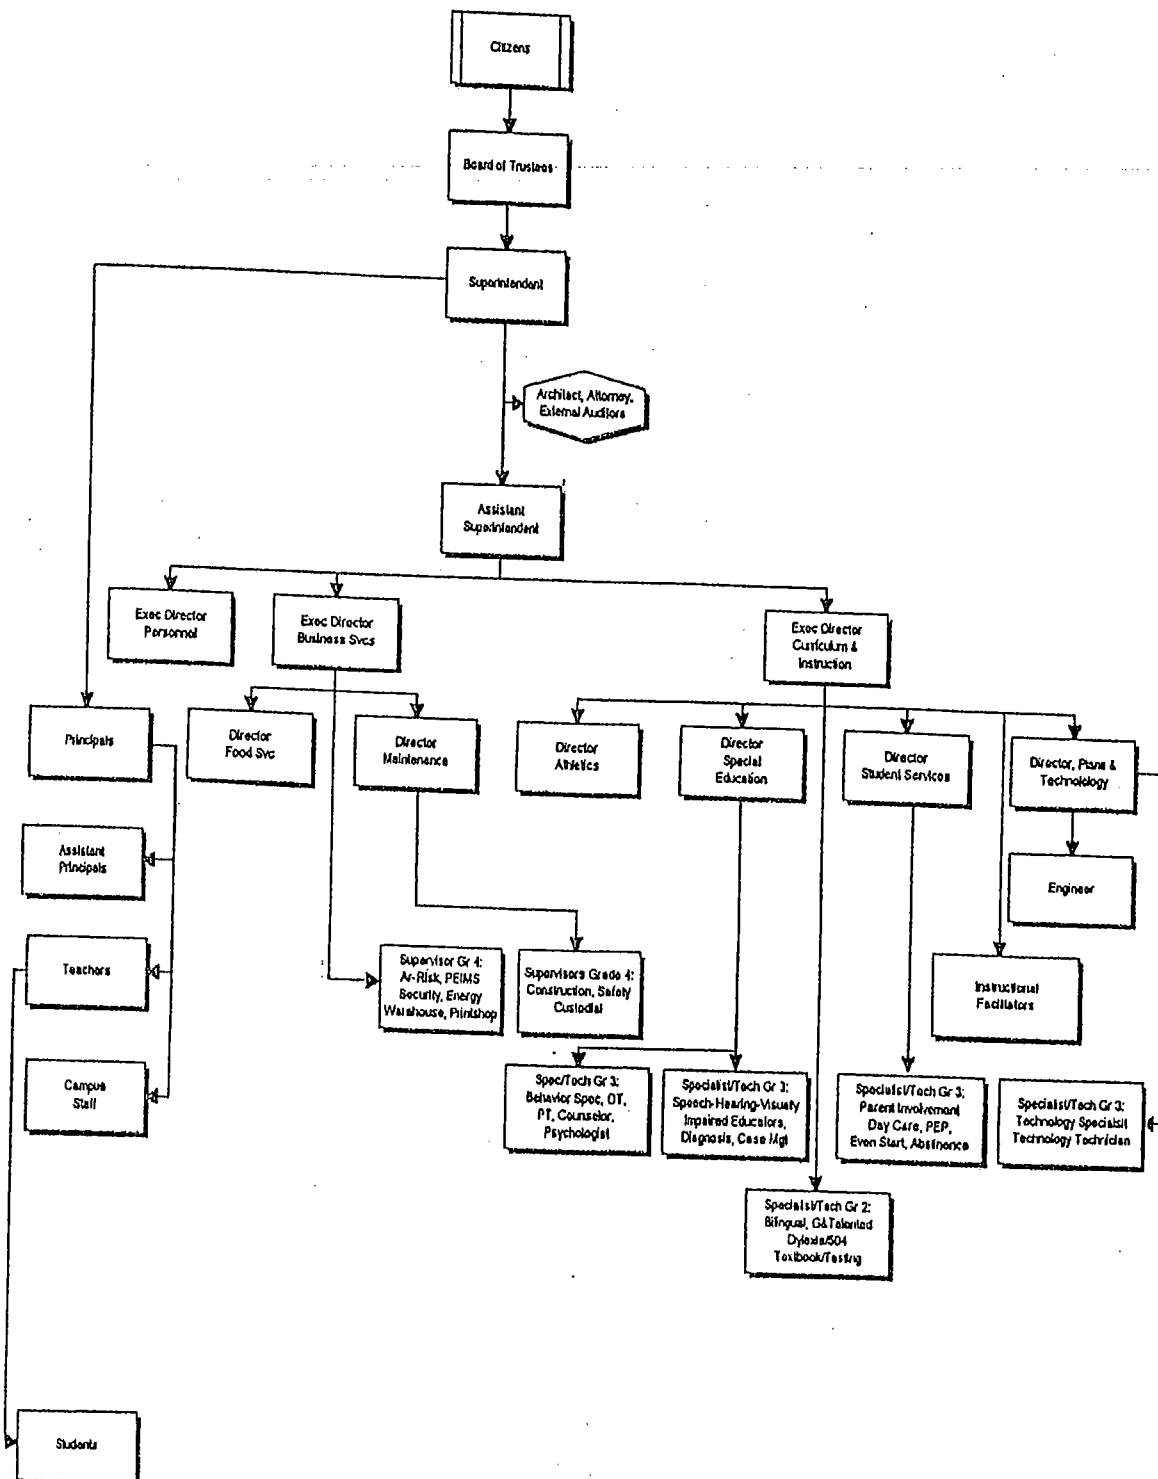 Citizens
Board of Trustees
Superintendent
Architect, Attorney,
External Auditors
Assistant
Superintendent
Exec Director
Personnel
Exec Director
Business Svcs
Exec Director
Curriculum &
Instruction
Principals
Director
Food Svc
Director
Maintenance
Director
Athletics
Director
Special
Education
Director
Student Services
Director, Plans &
Technolology
Assistant
Principals
Engineer
Teachers
Supervisor Gr 4:
Ar-Risk, PEIMS
Security, Energy
Warehouse, Printshop
Supervisors Grade 4:
Construction, Safety
Custodial
Instructional
Facilitators
Campus
Staff
Spec/Tech Gr 3:
Behavior Spec, OT,
PT, Counselor,
Psychologist
Specialist/Tech Gr 3:
Speech-Hearing-Visualy
Impaired Educators,
Diagnosis, Case Mgt
Specialist/Tech Gr 3:
Parent Involvement
Day Care, PEP,
Even Start, Abstinence
Specialist/Tech Gr 3:
Technology Specialsit
Technology Technician
Specialist/Tech Gr 2:
Bilingual, G&Talented
Dylexia/504
Textbook/Testing
Students